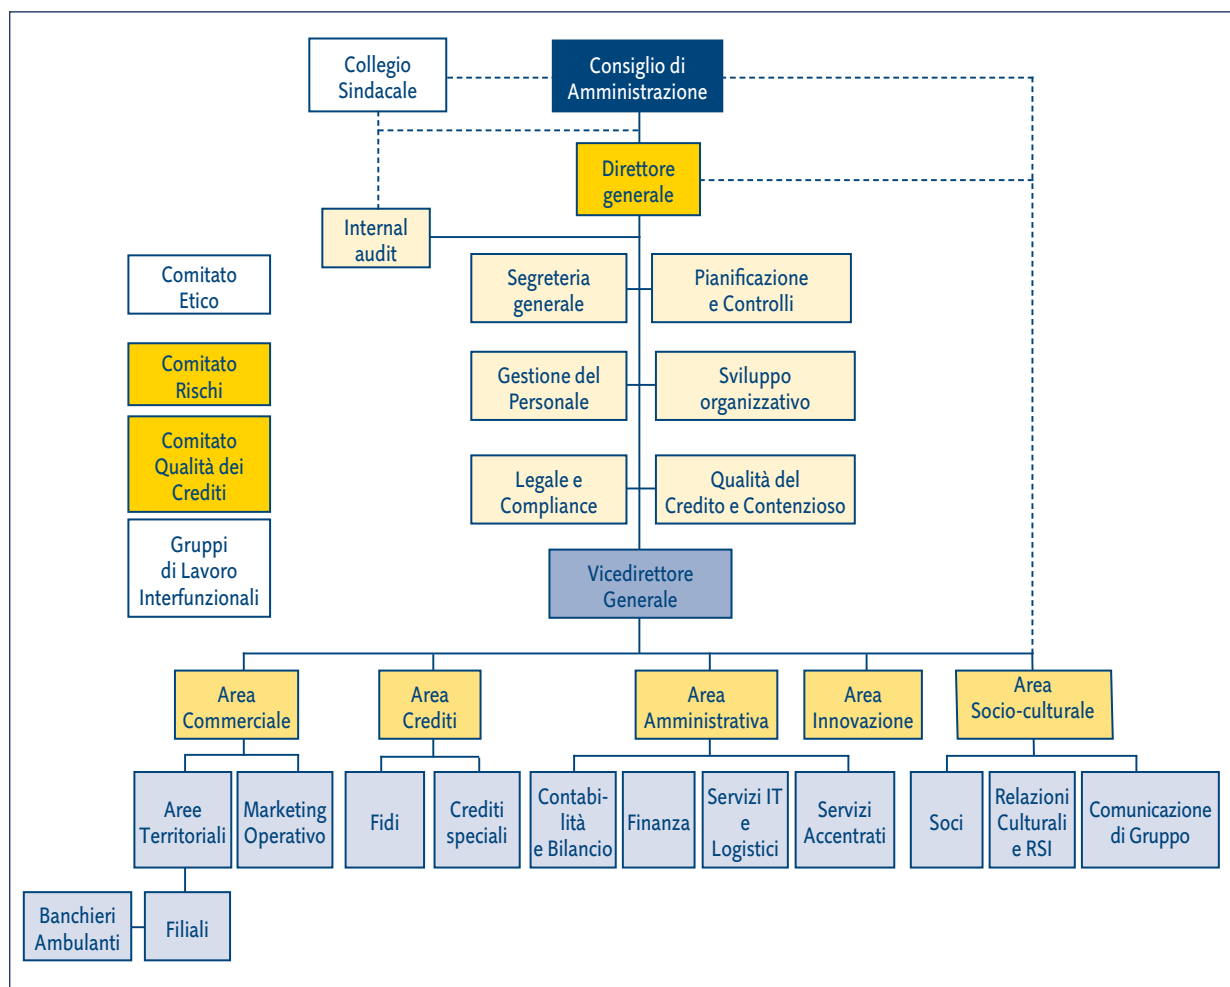 Collegio
Sindacale
Consiglio di
Amministrazione
Direttore
generale
Internal
audit
Comitato
Etico
Segreteria
generale
Pianificazione
e Controlli
Comitato
Rischi
Gestione del
Personale
Sviluppo
organizzativo
Comitato
Qualità dei
Crediti
Legale e
Compliance
Qualità del
Credito e Contenzioso
Gruppi
di Lavoro
Interfunzionali
Vicedirettore
Generale
Area
Commerciale
Area
Crediti
Area
Amministrativa
Area
Innovazione
Area
Socio-culturale
Aree
Territoriali
Marketing
Operativo
Fidi
Crediti
speciali
Contabi-
lità
e Bilancio
Finanza
Servizi IT
e
Logistici
Servizi
Accentrati
Soci
Relazioni
Culturali
e RSI
Comunicazione
di Gruppo
Banchieri
Ambulanti
Filiali